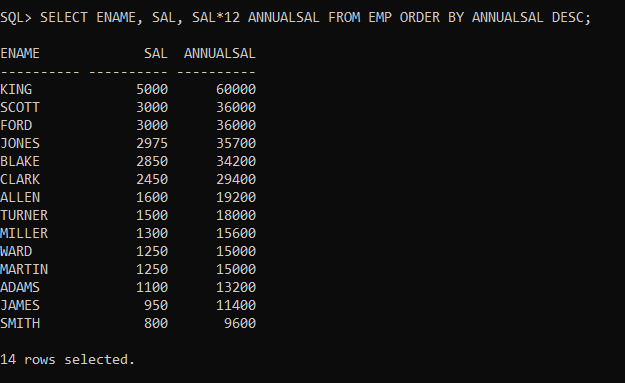 SQL> SELECT ENAME, SAL, SAL*12 ANNUALSAL FROM EMP ORDER BY ANNUALSAL DESC;
ENAME             SAL  ANNUALSAL
---------- ---------- ----------
KING             5000      60000
SCOTT            3000      36000
FORD             3000      36000
JONES            2975      35700
BLAKE            2850      34200
CLARK            2450      29400
ALLEN            1600      19200
TURNER           1500      18000
MILLER           1300      15600
WARD             1250      15000
MARTIN           1250      15000
ADAMS            1100      13200
JAMES             950      11400
SMITH             800       9600
14 rows selected.